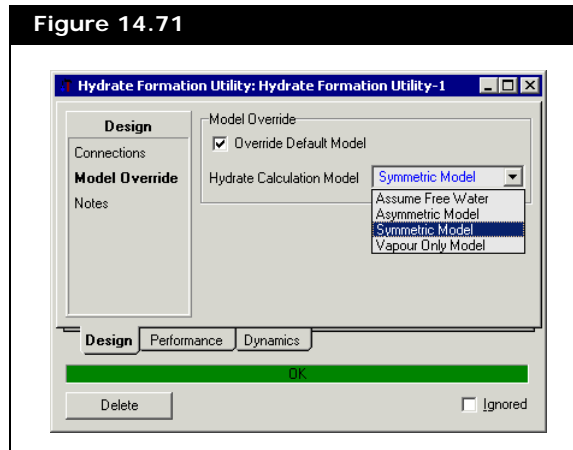 Figure 14.71
Hydrate Formation Utility: Hydrate Formation Utility-1
Design
Connections
Model Override
Notes
Model Override
Override Default Model
Hydrate Calculation Model
Symmetric Model
Assume Free Water
Asymmetric Model
Symmetric Model
Vapour Only Model
Design Performance Dynamics
OK
Delete
Ignored